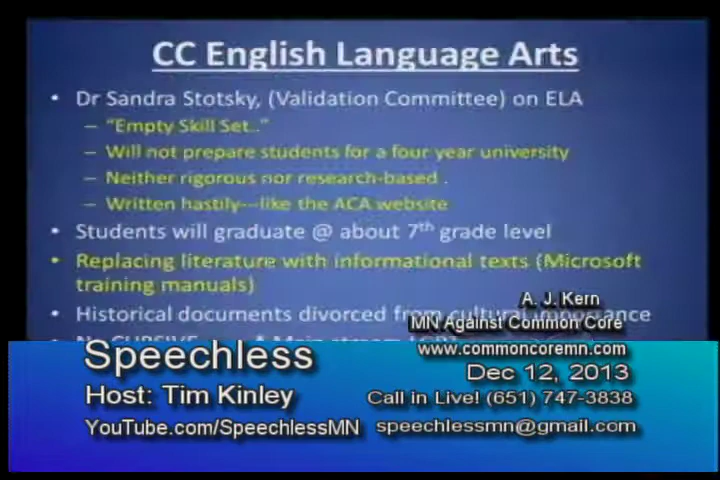 CC English Language Arts
• Dr Sandra Stotsky, (Validation Committee) on ELA
– "Empty Skill Set.."
– Will not prepare students for a four year university
– Neither rigorous nor research-based .
– Written hastily---like the ACA website
• Students will graduate @ about 7th grade level
• Replacing literature with informational texts (Microsoft
training manuals)
• Historical documents divorced from cultural importance
A. J. Kern
MN Against Common Core
www.commoncoremn.com
Dec 12, 2013
Call in Live! (651) 747-3838
speechlessmn@gmail.com
Speechless
Host: Tim Kinley
YouTube.com/SpeechlessMN